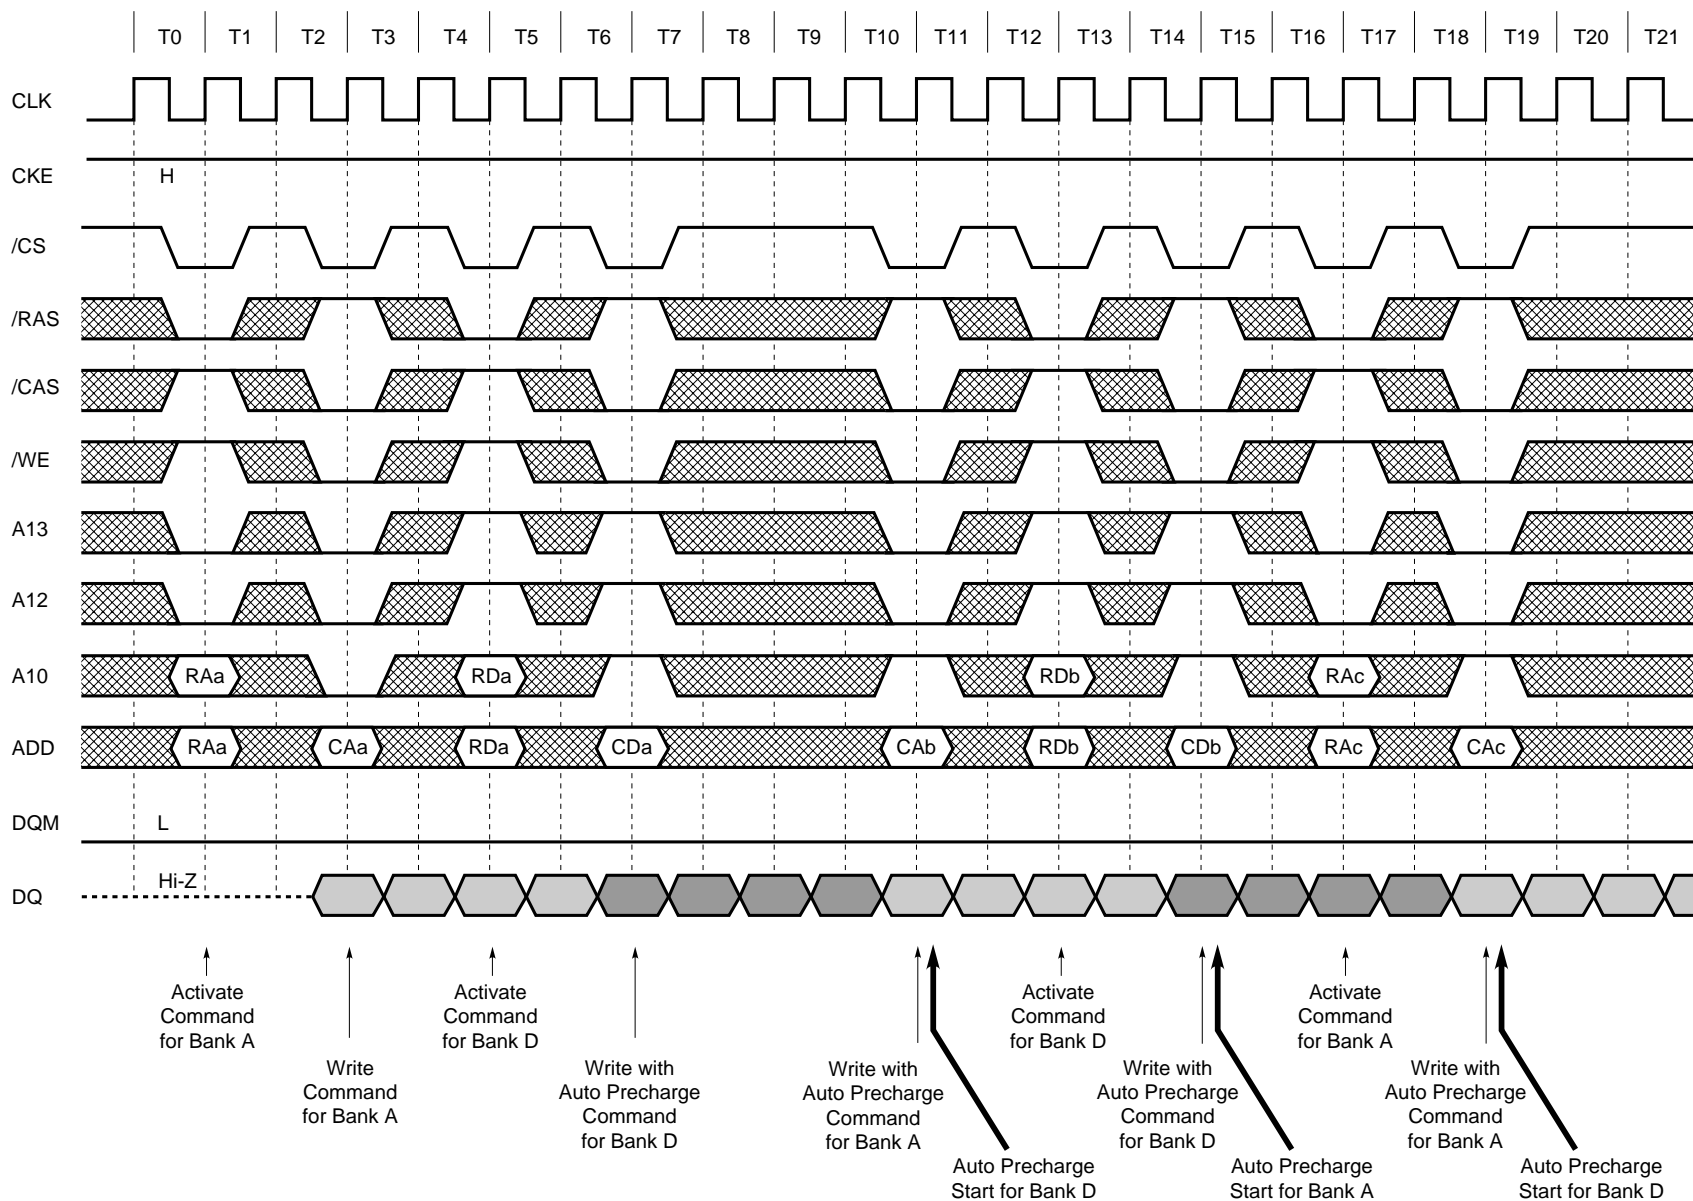 T0 T1 T2 T3 T4 T5 T6 T7 T8 T9 T10 T11 T12 T13 T14 T15 T16 T17 T18 T19 T20 T21
CLK
CKE H
/CS
/RAS
/CAS
/WE
A13
A12
A10 RAa RDa RDb RAc
ADD RAa CAa RDa CDa CAb RDb CDb RAc CAc
DQM L
DQ Hi-Z
Activate
Command
for Bank A
Write
Command
for Bank A
Activate
Command
for Bank D
Write with
Auto Precharge
Command
for Bank D
Write with
Auto Precharge
Command
for Bank A
Auto Precharge
Start for Bank D
Activate
Command
for Bank D
Write with
Auto Precharge
Command
for Bank D
Auto Precharge
Start for Bank A
Activate
Command
for Bank A
Write with
Auto Precharge
Command
for Bank A
Auto Precharge
Start for Bank D